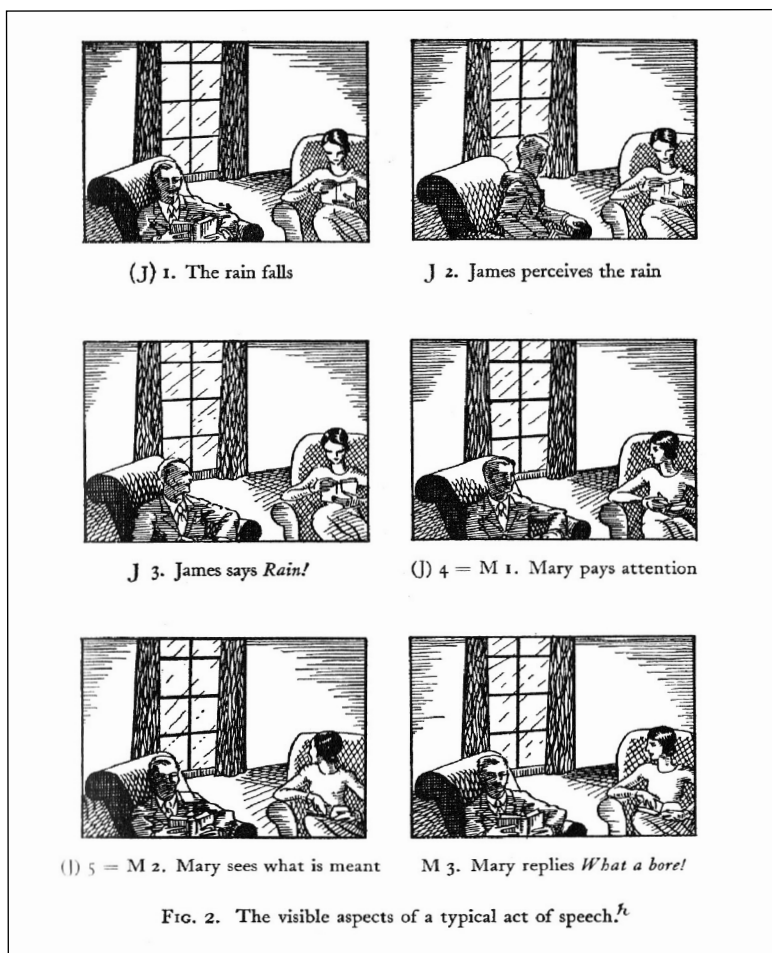 (J) 1. The rain falls
J 2. James perceives the rain
J 3. James says Rain!
(J) 4 = M 1. Mary pays attention
(J) 5 = M 2. Mary sees what is meant
M 3. Mary replies What a bore!
FIG. 2. The visible aspects of a typical act of speech.